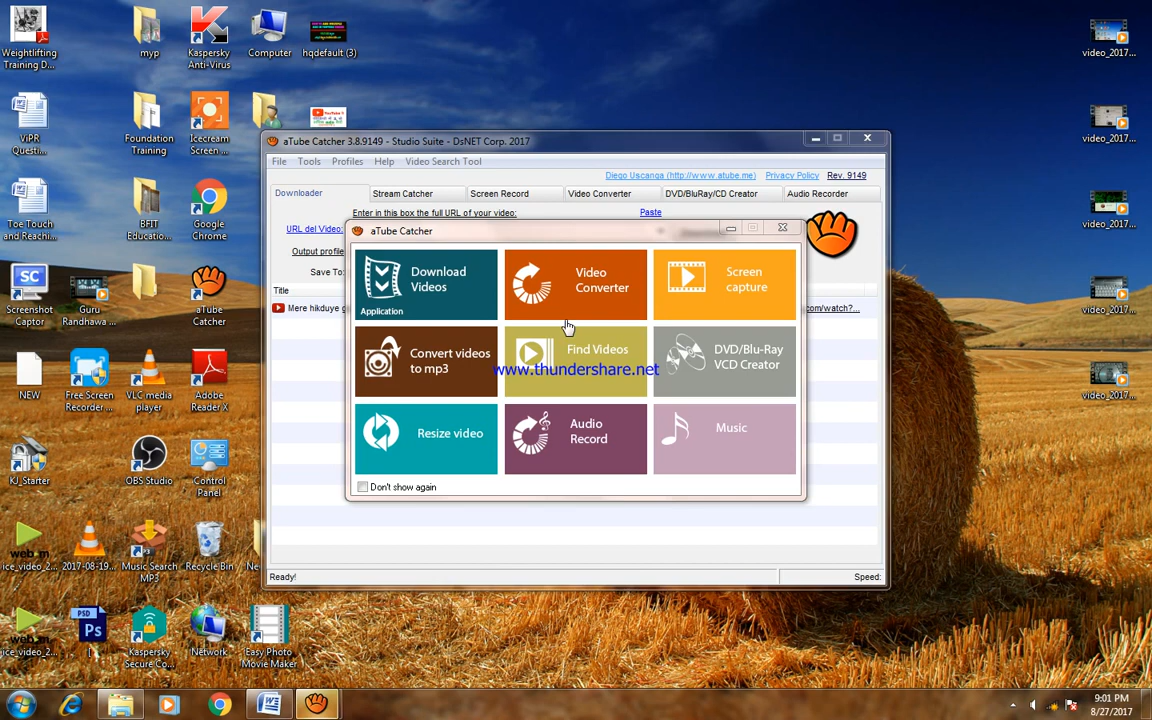 Weightlifting
Training D...
myp
Kaspersky
Anti-Virus
Computer
hqdefault (3)
video_2017...
ViPR
Questi...
Foundation
Training
Icecream
Screen ...
video_2017...
Toe Touch
and Reachi...
BFIT
Educatio...
Google
Chrome
video_2017...
SC
Screenshot
Captor
Guru
Randhawa ...
aTube
Catcher
video_2017...
NEW
Free Screen
Recorder ...
VLC media
player
Adobe
Reader X
video_2017...
KJ_Starter
OBS Studio
Control
Panel
ice_video_2...
2017-08-19...
Music Search
MP3
Recycle Bin
ice_video_2...
PSD
Ps
Kaspersky
Secure Co...
Network
Easy Photo
Movie Maker
aTube Catcher 3.8.9149 - Studio Suite - DsNET Corp. 2017
File Tools Profiles Help Video Search Tool
Diego Uscanga (http://www.atube.me) Privacy Policy Rev. 9149
Downloader Stream Catcher Screen Record Video Converter DVD/BluRay/CD Creator Audio Recorder
Enter in this box the full URL of your video: Paste
URL del Video:
Output profile
Save To:
Title
Mere hikduye
com/watch?...
aTube Catcher
Download
Videos
Application
Video
Converter
Screen
capture
Convert videos
to mp3
Find Videos
DVD/Blu-Ray
VCD Creator
www.thundershare.net
Resize video
Audio
Record
Music
Don't show again
Ready!
Speed:
9:01 PM
8/27/2017